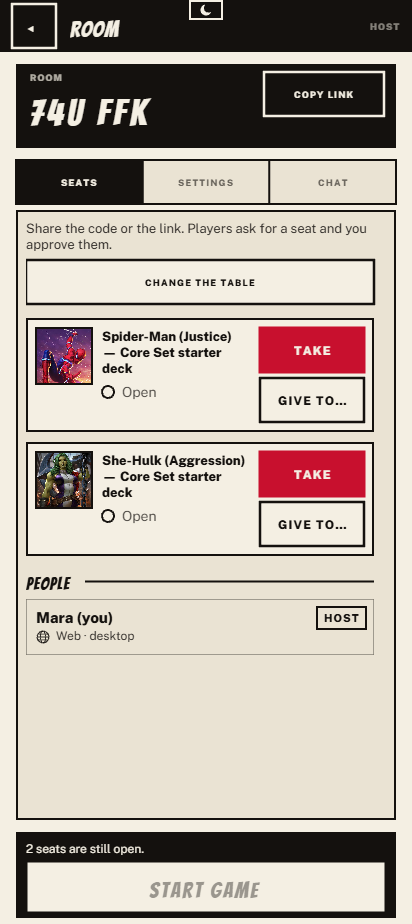 ROOM
HOST
ROOM
74U FFK
COPY LINK
SEATS
SETTINGS
CHAT
Share the code or the link. Players ask for a seat and you
approve them.
CHANGE THE TABLE
Spider-Man (Justice)
— Core Set starter
deck
Open
TAKE
GIVE TO…
She-Hulk (Aggression)
— Core Set starter
deck
Open
TAKE
GIVE TO…
PEOPLE
Mara (you)
Web · desktop
HOST
2 seats are still open.
START GAME